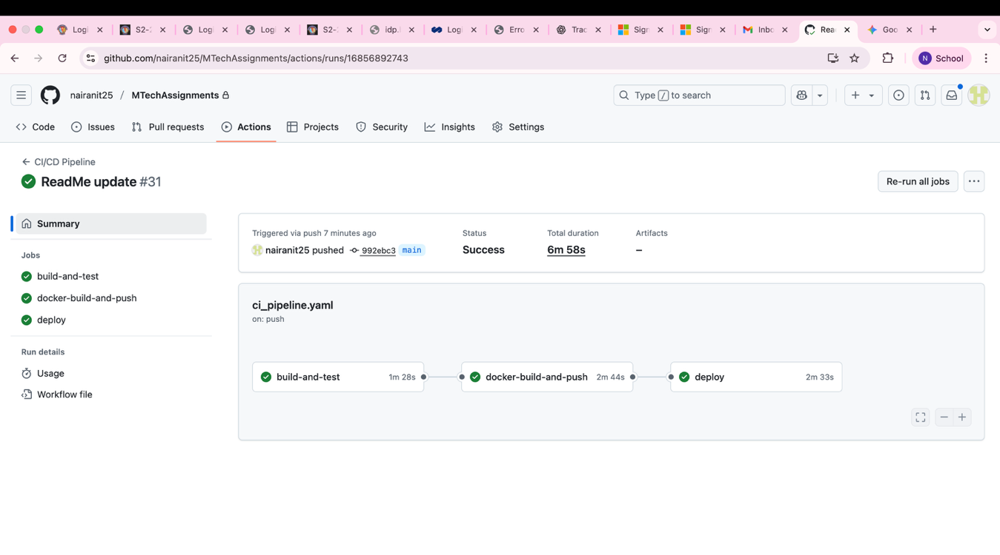 Logi
S2-2
Logi
Logi
S2-2
idp.
Logi
Erro
Trac
Sign
Sign
Inbo
Rea
Goo
github.com/nairanit25/MTechAssignments/actions/runs/16856892743
N School
nairanit25 / MTechAssignments
Type / to search
Code Issues Pull requests Actions Projects Security Insights Settings
CI/CD Pipeline
ReadMe update #31
Re-run all jobs
Summary
Jobs
build-and-test
docker-build-and-push
deploy
Run details
Usage
Workflow file
Triggered via push 7 minutes ago
nairanit25 pushed 992ebc3 main
Status
Success
Total duration
6m 58s
Artifacts
–
ci_pipeline.yaml
on: push
build-and-test 1m 28s
docker-build-and-push 2m 44s
deploy 2m 33s